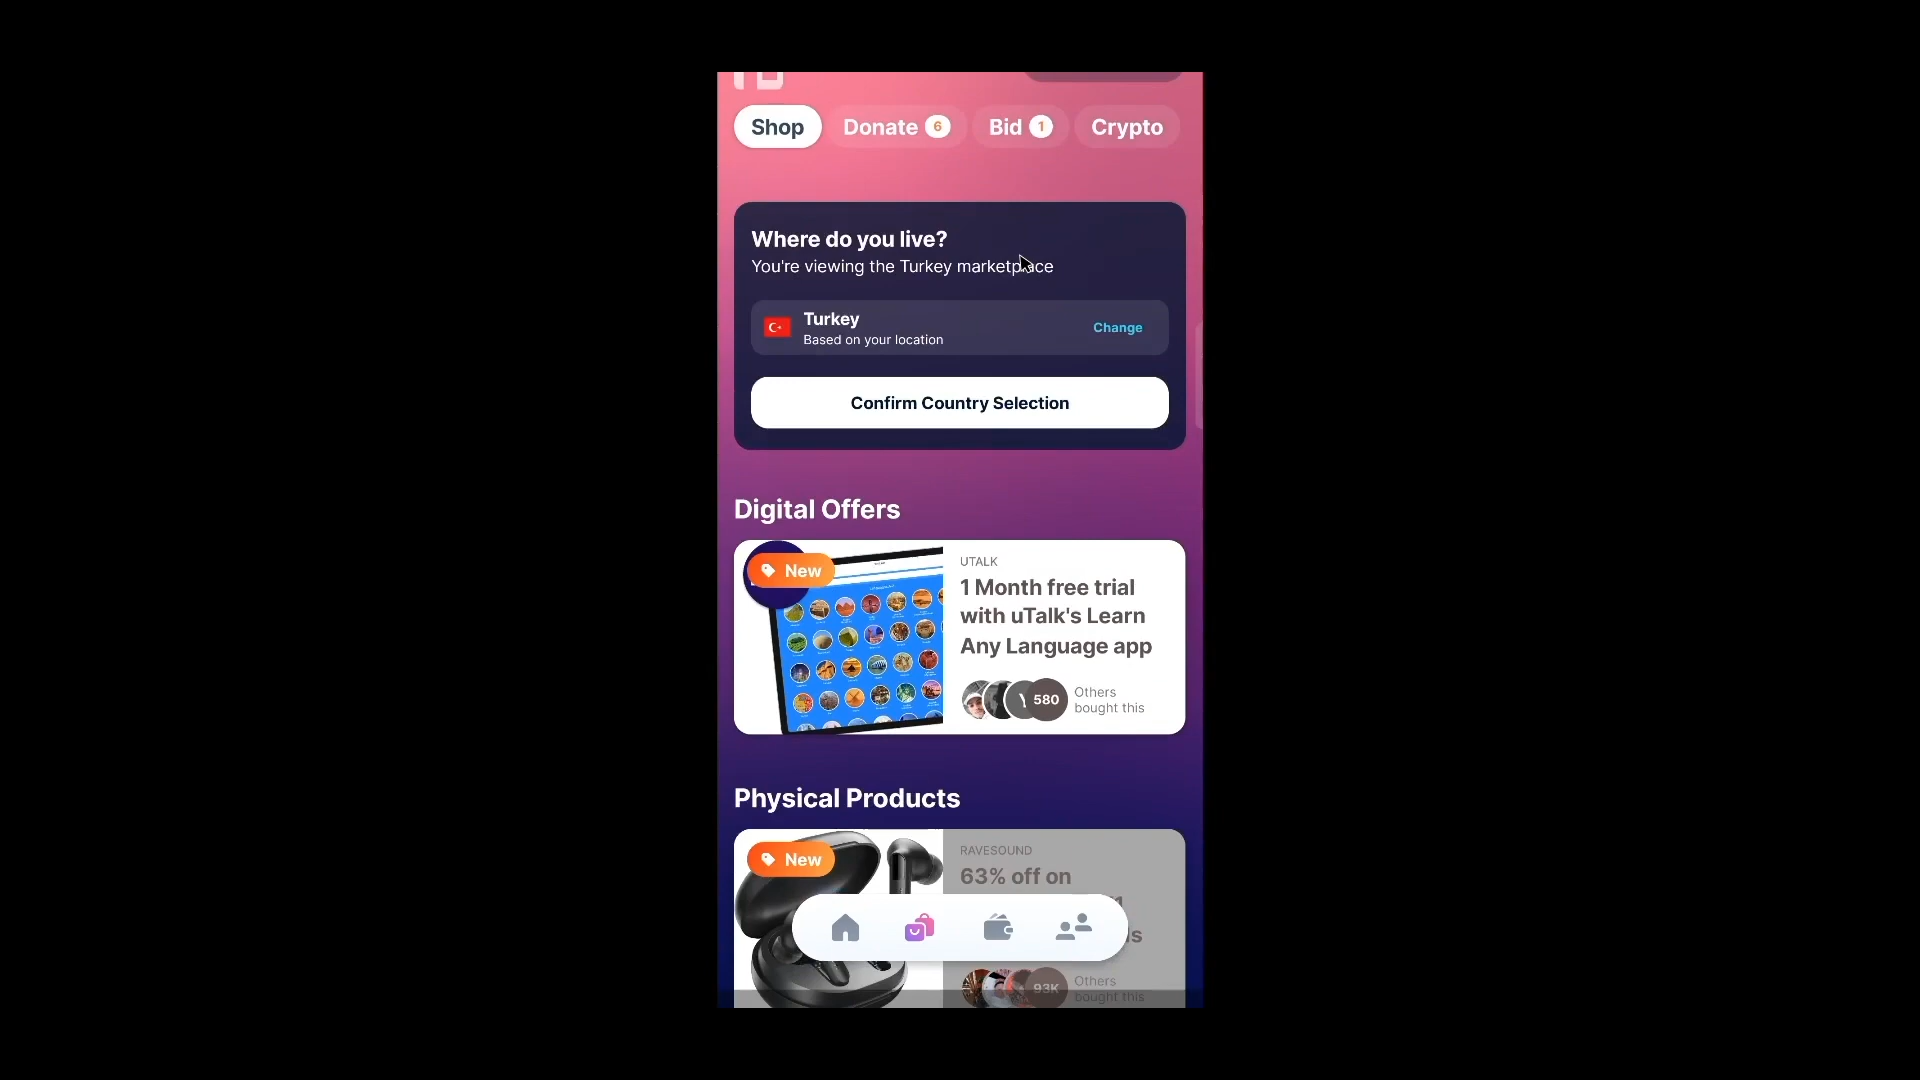 Shop
Donate 6
Bid 1
Crypto
Where do you live?
You're viewing the Turkey marketplace
Turkey
Based on your location
Change
Confirm Country Selection
Digital Offers
New
UTALK
1 Month free trial
with uTalk's Learn
Any Language app
580
Others
bought this
Physical Products
New
RAVESOUND
63% off on
93K
Others
bought this